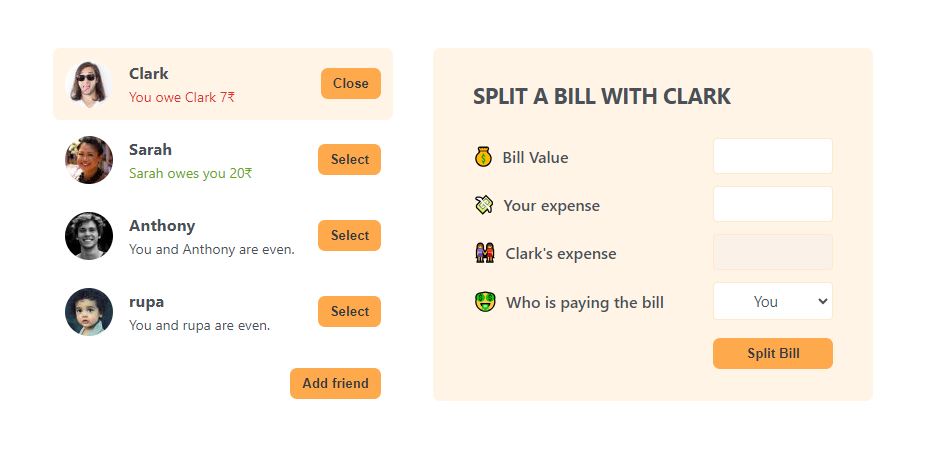 Clark
You owe Clark 7₹
Close
Sarah
Sarah owes you 20₹
Select
Anthony
You and Anthony are even.
Select
rupa
You and rupa are even.
Select
Add friend
SPLIT A BILL WITH CLARK
💰 Bill Value
💸 Your expense
👭 Clark's expense
🤑 Who is paying the bill
You
Split Bill